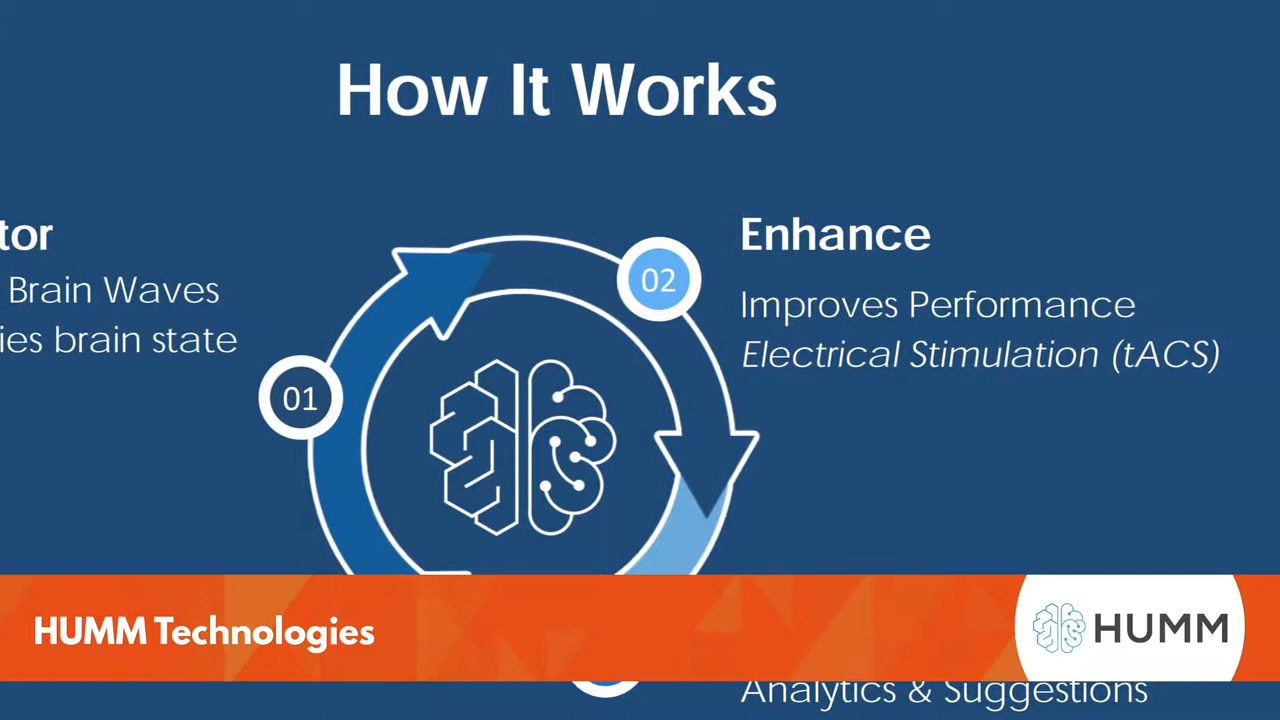 How It Works
tor
Brain Waves
ies brain state
01
02
Enhance
Improves Performance
Electrical Stimulation (tACS)
HUMM Technologies
HUMM
Analytics & Suggestions